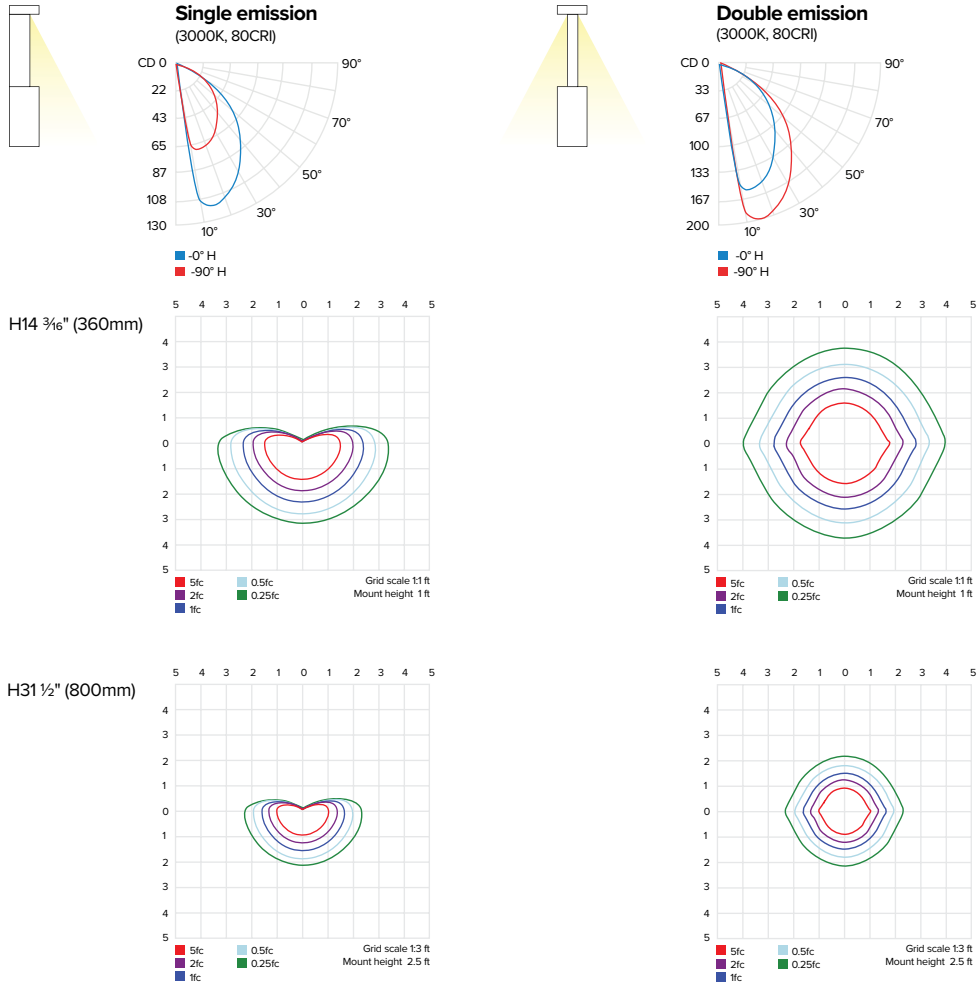 Single emission
(3000K, 80CRI)
CD 0
22
43
65
87
108
130
90°
70°
50°
30°
10°
-0° H
-90° H
Double emission
(3000K, 80CRI)
CD 0
33
67
100
133
167
200
90°
70°
50°
30°
10°
-0° H
-90° H
H14 3⁄16" (360mm)
5 4 3 2 1 0 1 2 3 4 5
4
3
2
1
0
1
2
3
4
5
5fc
2fc
1fc
0.5fc
0.25fc
Grid scale 1:1 ft
Mount height 1 ft
5 4 3 2 1 0 1 2 3 4 5
4
3
2
1
0
1
2
3
4
5
5fc
2fc
1fc
0.5fc
0.25fc
Grid scale 1:1 ft
Mount height 1 ft
H31 ½" (800mm)
5 4 3 2 1 0 1 2 3 4 5
4
3
2
1
0
1
2
3
4
5
5fc
2fc
1fc
0.5fc
0.25fc
Grid scale 1:3 ft
Mount height 2.5 ft
5 4 3 2 1 0 1 2 3 4 5
4
3
2
1
0
1
2
3
4
5
5fc
2fc
1fc
0.5fc
0.25fc
Grid scale 1:3 ft
Mount height 2.5 ft